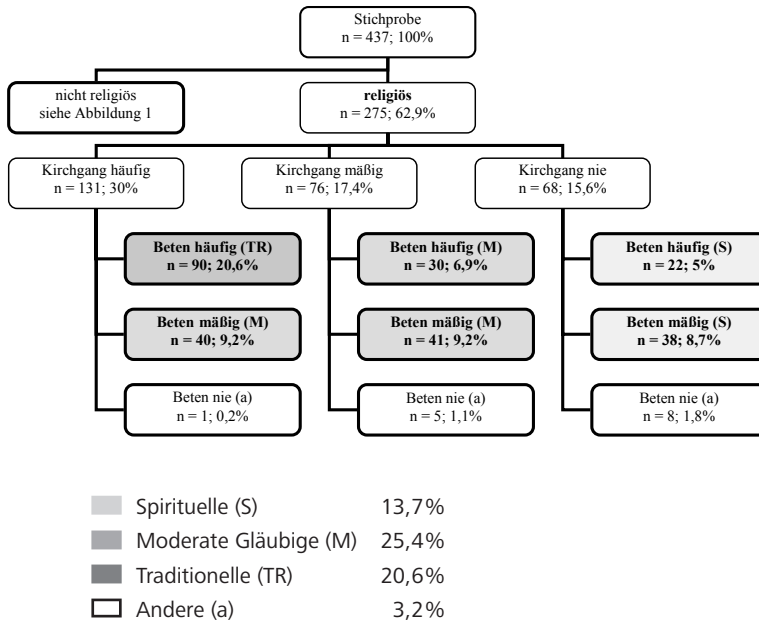 Stichprobe
n = 437; 100%
nicht religiös
siehe Abbildung 1
religiös
n = 275; 62,9%
Kirchgang häufig
n = 131; 30%
Kirchgang mäßig
n = 76; 17,4%
Kirchgang nie
n = 68; 15,6%
Beten häufig (TR)
n = 90; 20,6%
Beten häufig (M)
n = 30; 6,9%
Beten häufig (S)
n = 22; 5%
Beten mäßig (M)
n = 40; 9,2%
Beten mäßig (M)
n = 41; 9,2%
Beten mäßig (S)
n = 38; 8,7%
Beten nie (a)
n = 1; 0,2%
Beten nie (a)
n = 5; 1,1%
Beten nie (a)
n = 8; 1,8%
Spirituelle (S) 13,7%
Moderate Gläubige (M) 25,4%
Traditionelle (TR) 20,6%
Andere (a) 3,2%